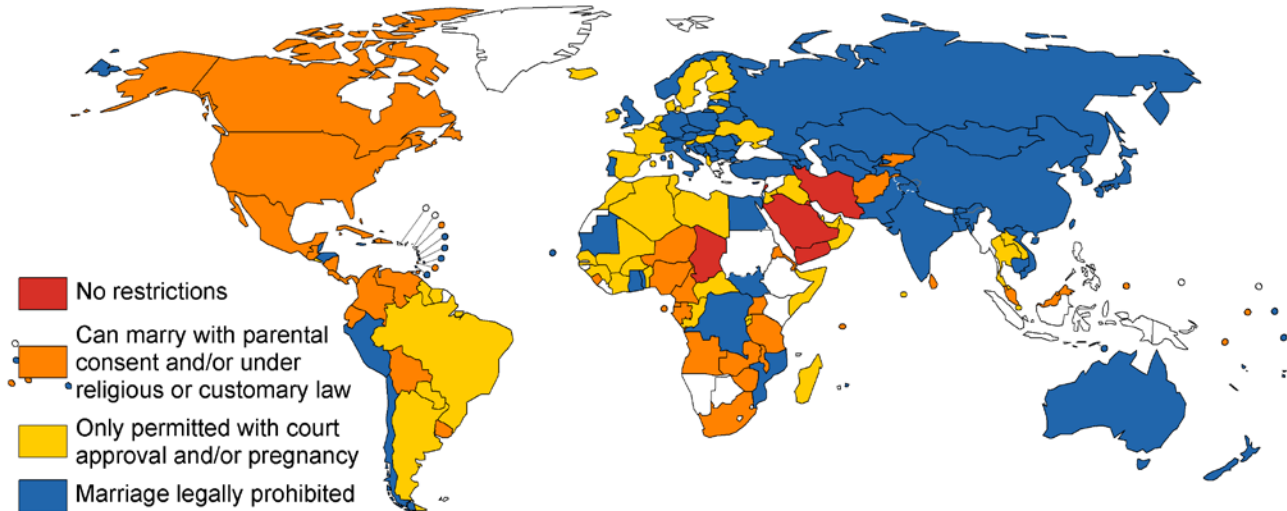 No restrictions
Can marry with parental
consent and/or under
religious or customary law
Only permitted with court
approval and/or pregnancy
Marriage legally prohibited